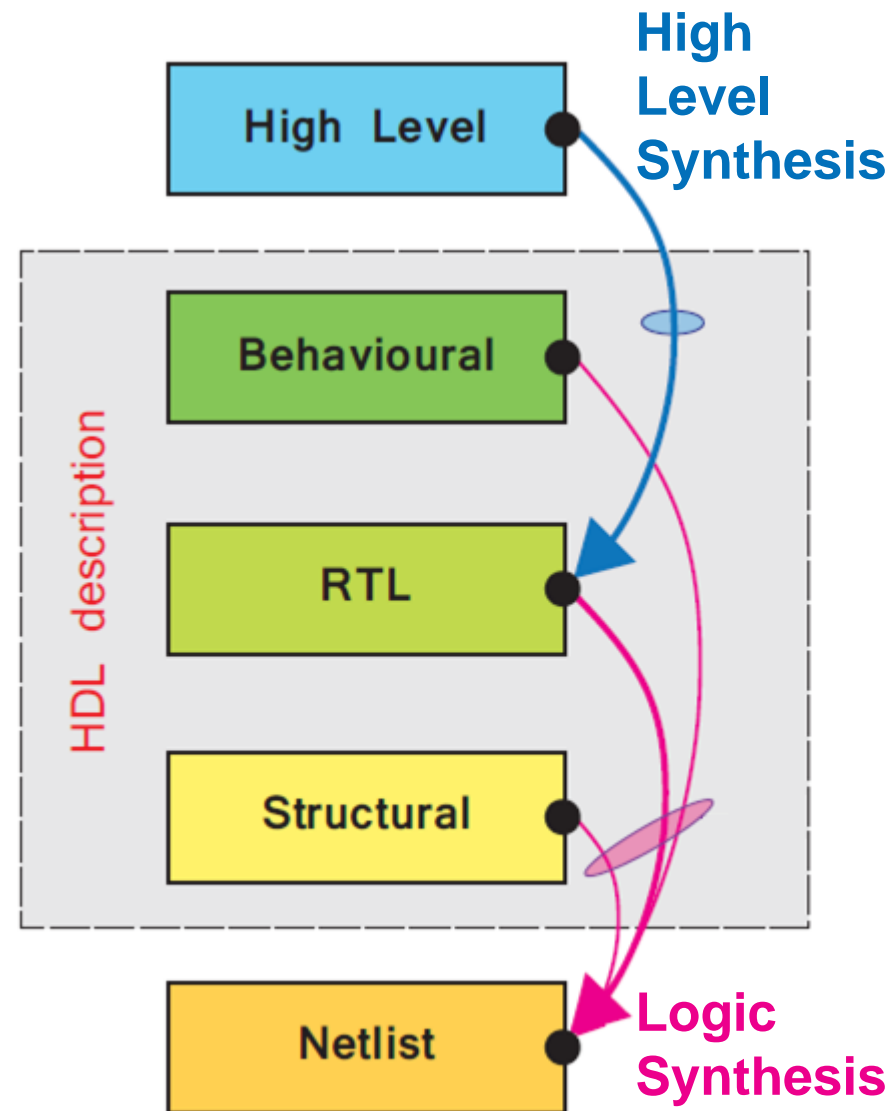 High
Level
Synthesis
High Level
Behavioural
HDL description
RTL
Structural
Netlist
Logic
Synthesis